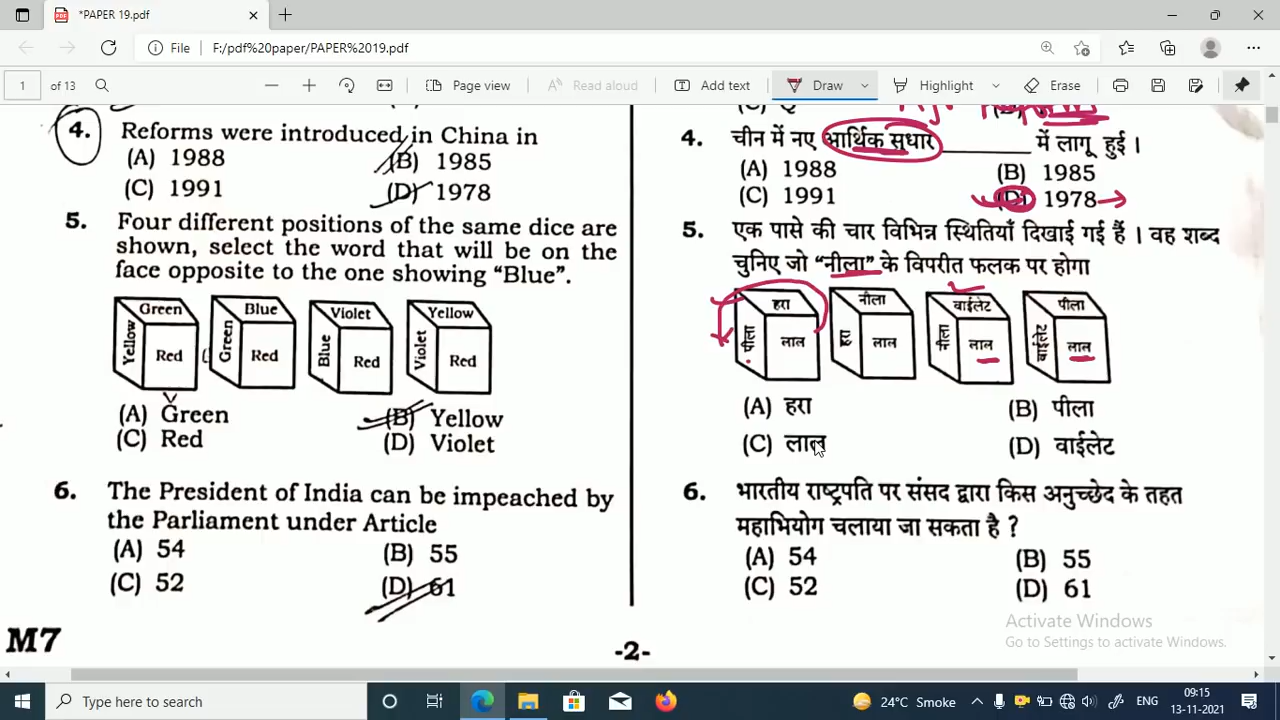 *PAPER 19.pdf
File
F:/pdf%20paper/PAPER%2019.pdf
1 of 13
Page view
Read aloud
Add text
Draw
Highlight
Erase
4. Reforms were introduced in China in
(A) 1988 (B) 1985
(C) 1991 (D) 1978
5. Four different positions of the same dice are
shown, select the word that will be on the
face opposite to the one showing "Blue".
Green Blue Violet Yellow
Yellow Red Green Red Blue Red Violet Red
(A) Green (B) Yellow
(C) Red (D) Violet
6. The President of India can be impeached by
the Parliament under Article
(A) 54 (B) 55
(C) 52 (D) 61
M7
4. चीन में नए आर्थिक सुधार __________ में लागू हुई।
(A) 1988 (B) 1985
(C) 1991 (D) 1978
5. एक पासे की चार विभिन्न स्थितियाँ दिखाई गई हैं। वह शब्द
चुनिए जो "नीला" के विपरीत फलक पर होगा
हरा नीला वाईलेट पीला
पीला लाल हरा लाल नीला लाल वाईलेट लाल
(A) हरा (B) पीला
(C) लाल (D) वाईलेट
6. भारतीय राष्ट्रपति पर संसद द्वारा किस अनुच्छेद के तहत
महाभियोग चलाया जा सकता है ?
(A) 54 (B) 55
(C) 52 (D) 61
-2-
Activate Windows
Go to Settings to activate Windows.
Type here to search
24°C Smoke
ENG
09:15
13-11-2021